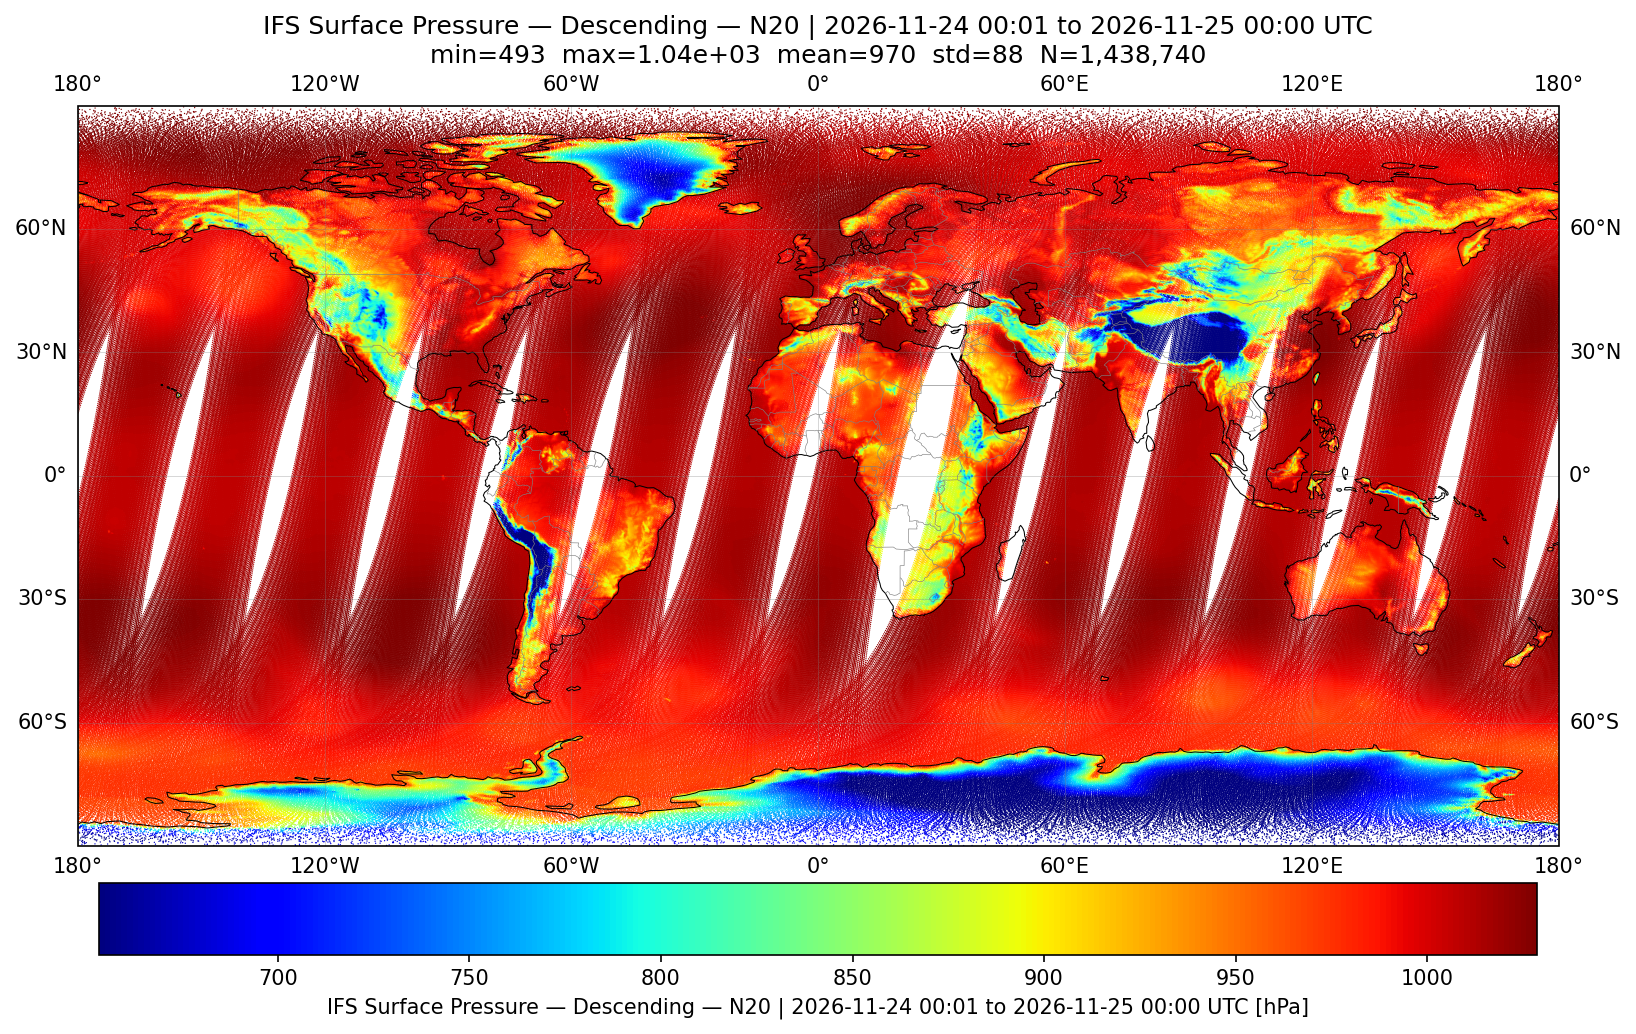 IFS Surface Pressure — Descending — N20 | 2026-11-24 00:01 to 2026-11-25 00:00 UTC
min=493 max=1.04e+03 mean=970 std=88 N=1,438,740
180° 120°W 60°W 0° 60°E 120°E 180°
60°N 60°N
30°N 30°N
0° 0°
30°S 30°S
60°S 60°S
180° 120°W 60°W 0° 60°E 120°E 180°
700 750 800 850 900 950 1000
IFS Surface Pressure — Descending — N20 | 2026-11-24 00:01 to 2026-11-25 00:00 UTC [hPa]